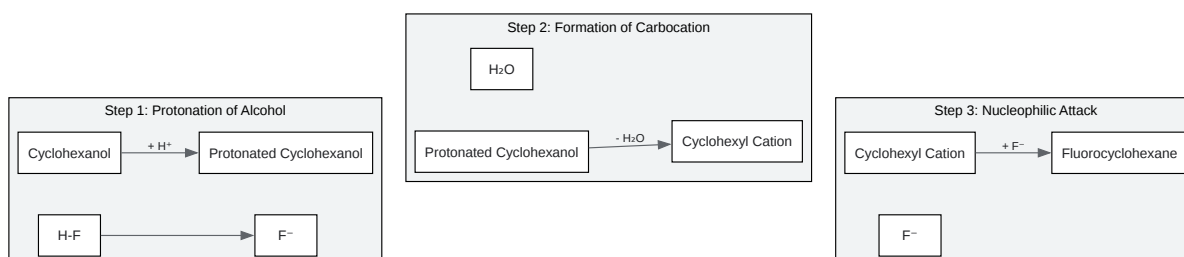 Step 1: Protonation of Alcohol
Cyclohexanol
+ H⁺
Protonated Cyclohexanol
H-F
F⁻
Step 2: Formation of Carbocation
H₂O
Protonated Cyclohexanol
- H₂O
Cyclohexyl Cation
Step 3: Nucleophilic Attack
Cyclohexyl Cation
+ F⁻
Fluorocyclohexane
F⁻